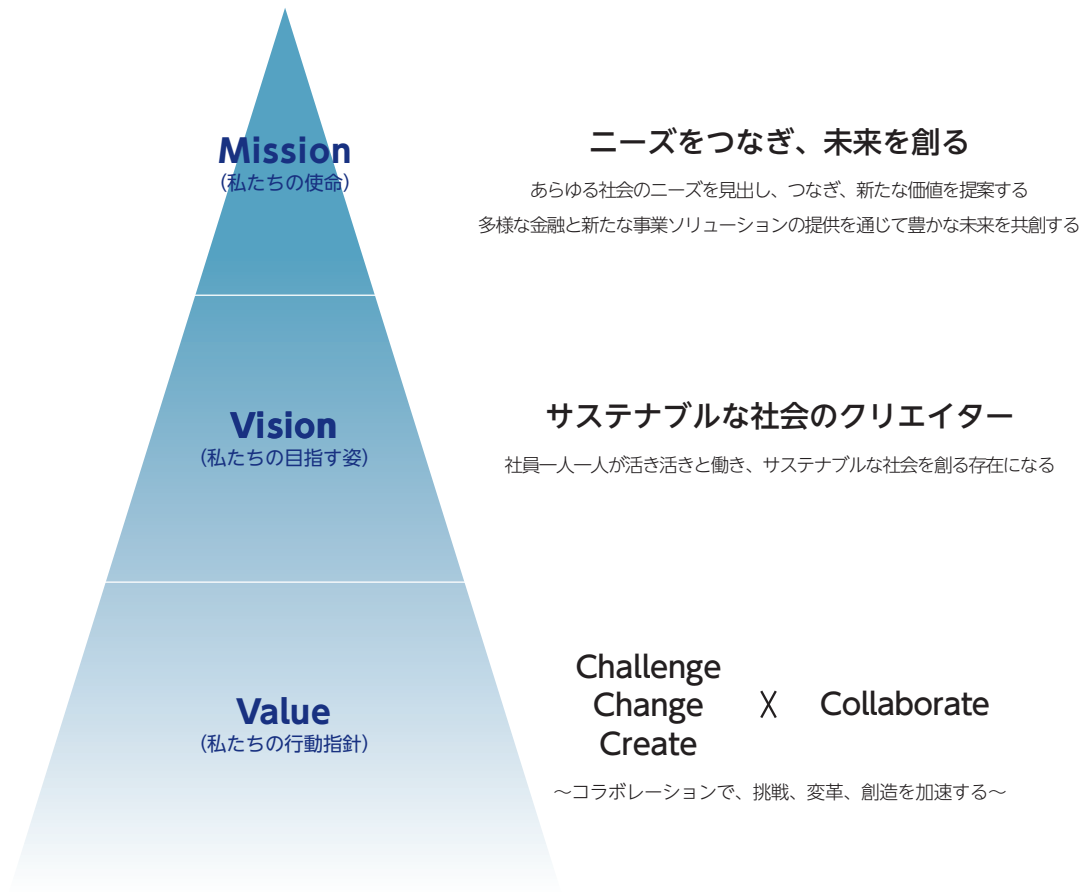 Mission
(私たちの使命)
ニーズをつなぎ、未来を創る
あらゆる社会のニーズを見出し、つなぎ、新たな価値を提案する
多様な金融と新たな事業ソリューションの提供を通じて豊かな未来を共創する
Vision
(私たちの目指す姿)
サステナブルな社会のクリエイター
社員一人一人が活き活きと働き、サステナブルな社会を創る存在になる
Value
(私たちの行動指針)
Challenge
Change
Create
X
Collaborate
〜コラボレーションで、挑戦、変革、創造を加速する〜